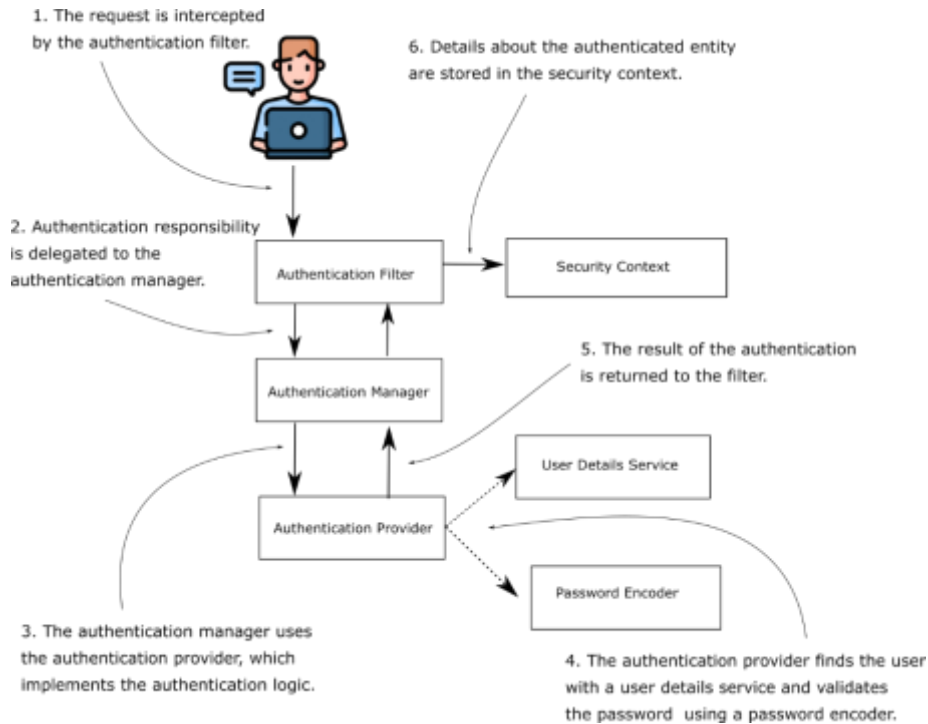 1. The request is intercepted
by the authentication filter.
6. Details about the authenticated entity
are stored in the security context.
2. Authentication responsibility
is delegated to the
authentication manager.
Authentication Filter
Security Context
5. The result of the authentication
is returned to the filter.
Authentication Manager
User Details Service
Authentication Provider
Password Encoder
3. The authentication manager uses
the authentication provider, which
implements the authentication logic.
4. The authentication provider finds the user
with a user details service and validates
the password using a password encoder.